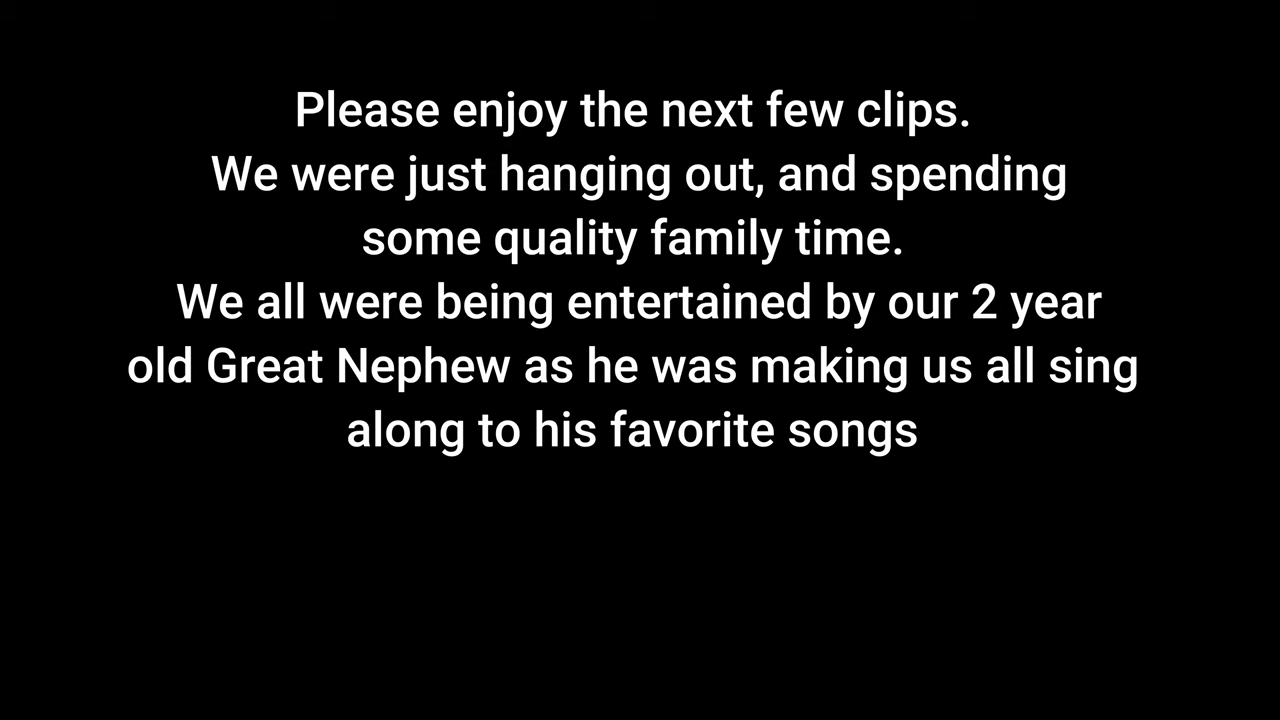 Please enjoy the next few clips.
We were just hanging out, and spending
some quality family time.
We all were being entertained by our 2 year
old Great Nephew as he was making us all sing
along to his favorite songs